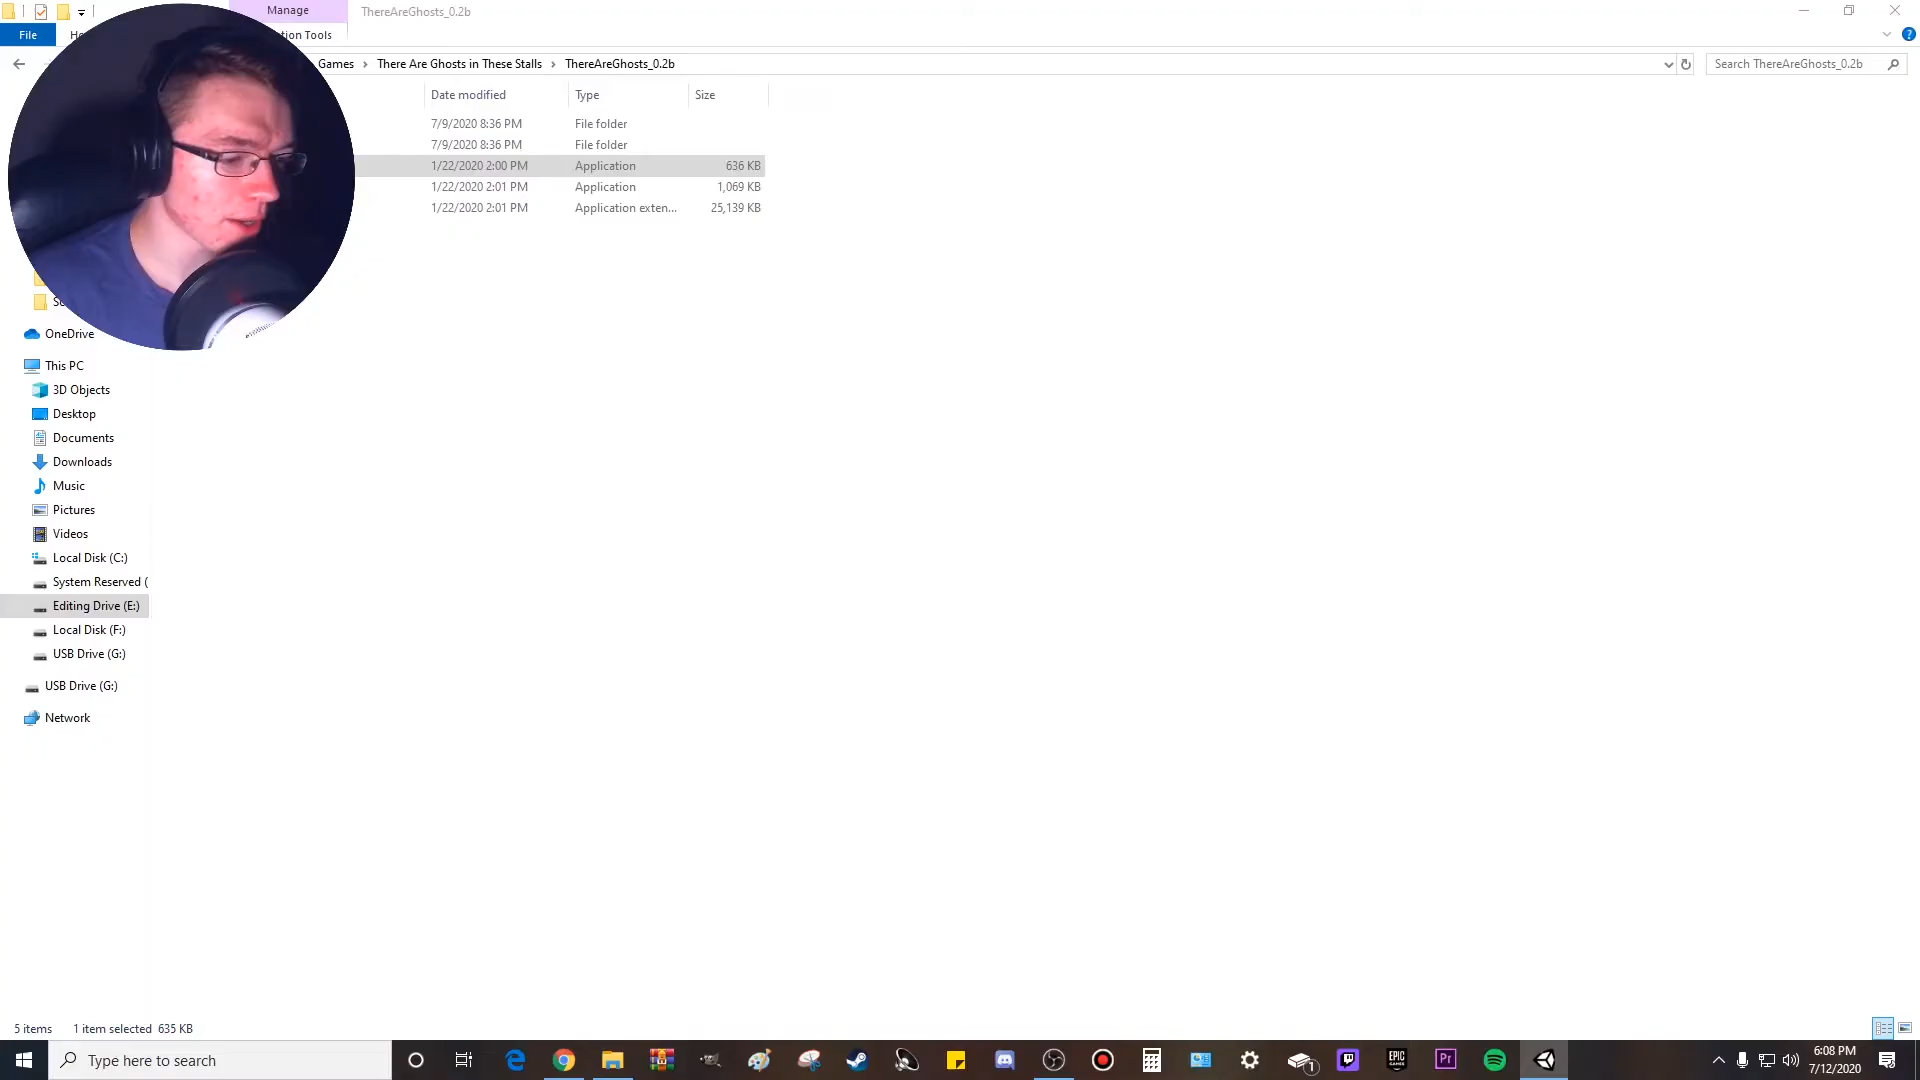 Manage
ThereAreGhosts_0.2b
File
tion Tools
Games > There Are Ghosts in These Stalls > ThereAreGhosts_0.2b
Search ThereAreGhosts_0.2b
Date modified Type Size
7/9/2020 8:36 PM File folder
7/9/2020 8:36 PM File folder
1/22/2020 2:00 PM Application 636 KB
1/22/2020 2:01 PM Application 1,069 KB
1/22/2020 2:01 PM Application exten... 25,139 KB
OneDrive
This PC
3D Objects
Desktop
Documents
Downloads
Music
Pictures
Videos
Local Disk (C:)
System Reserved (
Editing Drive (E:)
Local Disk (F:)
USB Drive (G:)
USB Drive (G:)
Network
5 items 1 item selected 635 KB
Type here to search
EPIC GAMES
Pr
1
6:08 PM
7/12/2020